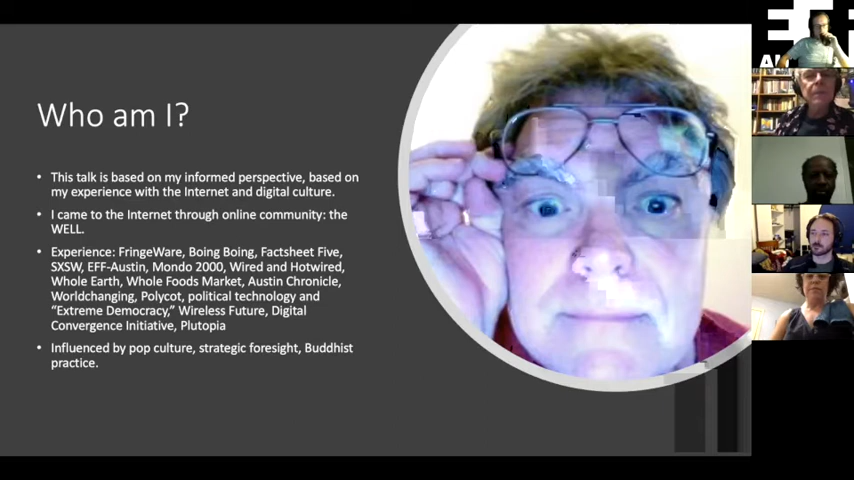 Who am I?
• This talk is based on my informed perspective, based on
my experience with the Internet and digital culture.
• I came to the Internet through online community: the
WELL.
• Experience: FringeWare, Boing Boing, Factsheet Five,
SXSW, EFF-Austin, Mondo 2000, Wired and Hotwired,
Whole Earth, Whole Foods Market, Austin Chronicle,
Worldchanging, Polycot, political technology and
“Extreme Democracy,” Wireless Future, Digital
Convergence Initiative, Plutopia
• Influenced by pop culture, strategic foresight, Buddhist
practice.